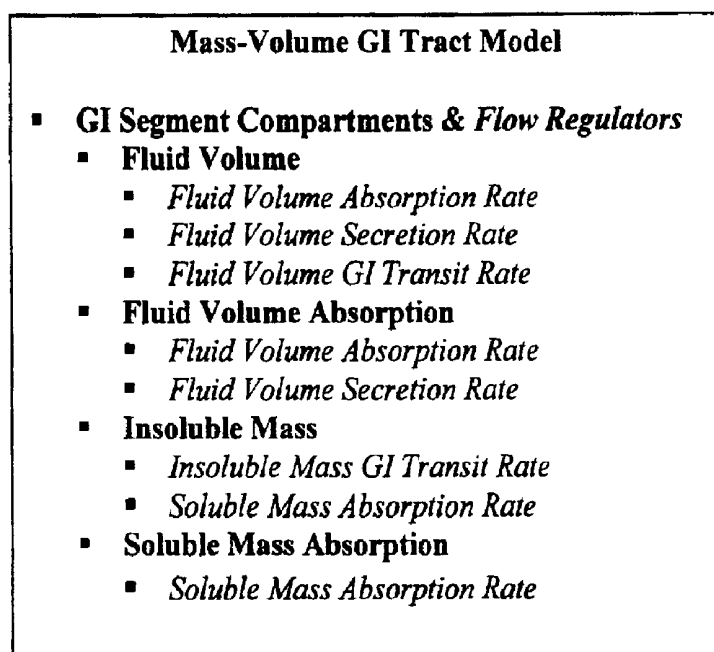 Mass-Volume GI Tract Model
▪ GI Segment Compartments & Flow Regulators
▪ Fluid Volume
▪ Fluid Volume Absorption Rate
▪ Fluid Volume Secretion Rate
▪ Fluid Volume GI Transit Rate
▪ Fluid Volume Absorption
▪ Fluid Volume Absorption Rate
▪ Fluid Volume Secretion Rate
▪ Insoluble Mass
▪ Insoluble Mass GI Transit Rate
▪ Soluble Mass Absorption Rate
▪ Soluble Mass Absorption
▪ Soluble Mass Absorption Rate